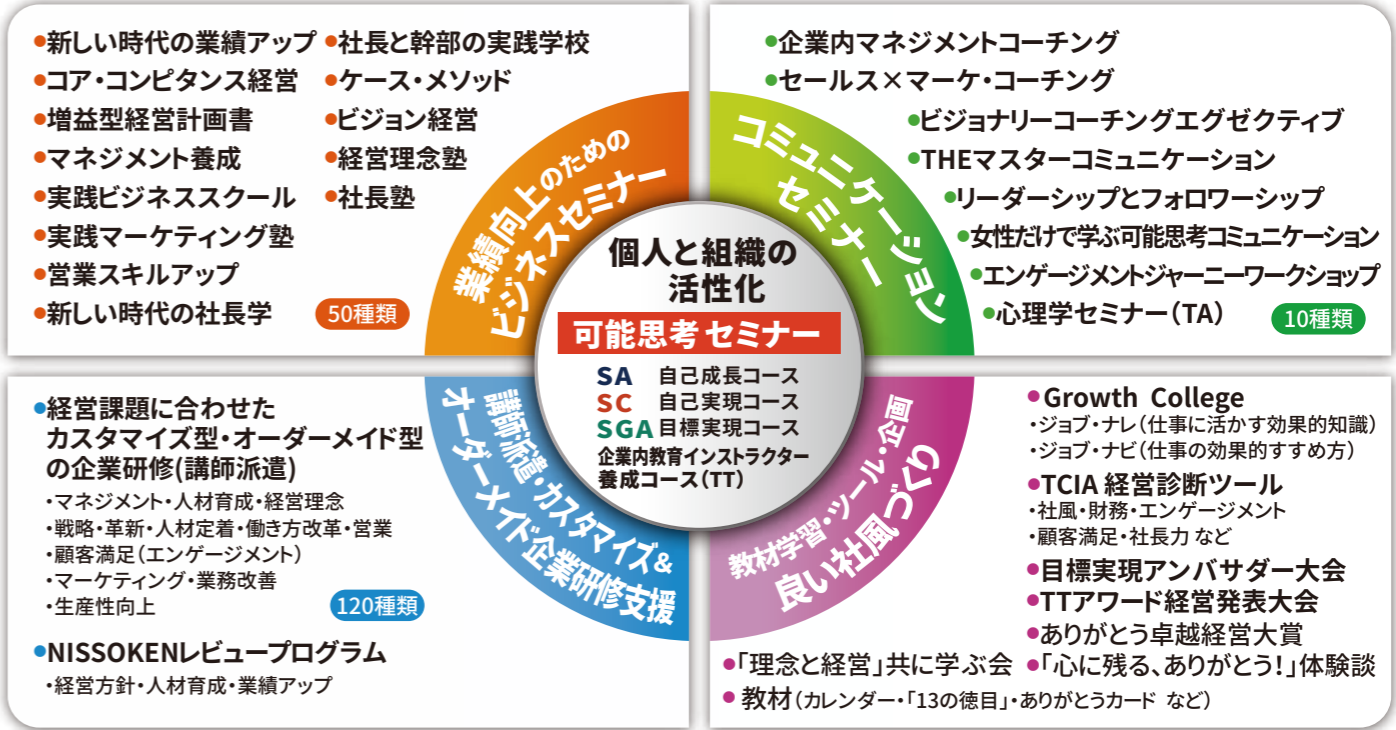 ●新しい時代の業績アップ
●コア・コンピタンス経営
●増益型経営計画書
●マネジメント養成
●実践ビジネススクール
●実践マーケティング塾
●営業スキルアップ
●新しい時代の社長学
●社長と幹部の実践学校
●ケース・メソッド
●ビジョン経営
●経営理念塾
●社長塾
50種類
業績向上のための
ビジネスセミナー
●企業内マネジメントコーチング
●セールス×マーケ・コーチング
●ビジョナリーコーチングエグゼクティブ
●THEマスターコミュニケーション
●リーダーシップとフォロワーシップ
●女性だけで学ぶ可能思考コミュニケーション
●エンゲージメントジャーニーワークショップ
●心理学セミナー(TA)
10種類
コミュニケーション
セミナー
個人と組織の
活性化
可能思考 セミナー
SA 自己成長コース
SC 自己実現コース
SGA 目標実現コース
企業内教育インストラクター
養成コース(TT)
●経営課題に合わせた
カスタマイズ型・オーダーメイド型
の企業研修(講師派遣)
・マネジメント・人材育成・経営理念
・戦略・革新・人材定着・働き方改革・営業
・顧客満足(エンゲージメント)
・マーケティング・業務改善
・生産性向上
120種類
●NISSOKENレビュープログラム
・経営方針・人材育成・業績アップ
講師派遣・カスタマイズ&
オーダーメイド企業研修支援
教材学習・ツール・企画
良い社風づくり
●Growth College
・ジョブ・ナレ(仕事に活かす効果的知識)
・ジョブ・ナビ(仕事の効果的すすめ方)
●TCIA 経営診断ツール
・社風・財務・エンゲージメント
・顧客満足・社長力 など
●目標実現アンバサダー大会
●TTアワード経営発表大会
●ありがとう卓越経営大賞
●「理念と経営」共に学ぶ会
●「心に残る、ありがとう!」体験談
●教材(カレンダー・「13の徳目」・ありがとうカード など)